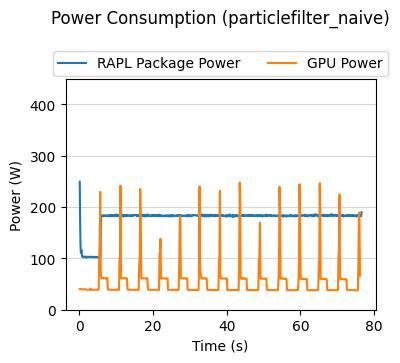 Power Consumption (particlefilter_naive)
RAPL Package Power
GPU Power
400
300
200
100
0
Power (W)
0
20
40
60
80
Time (s)